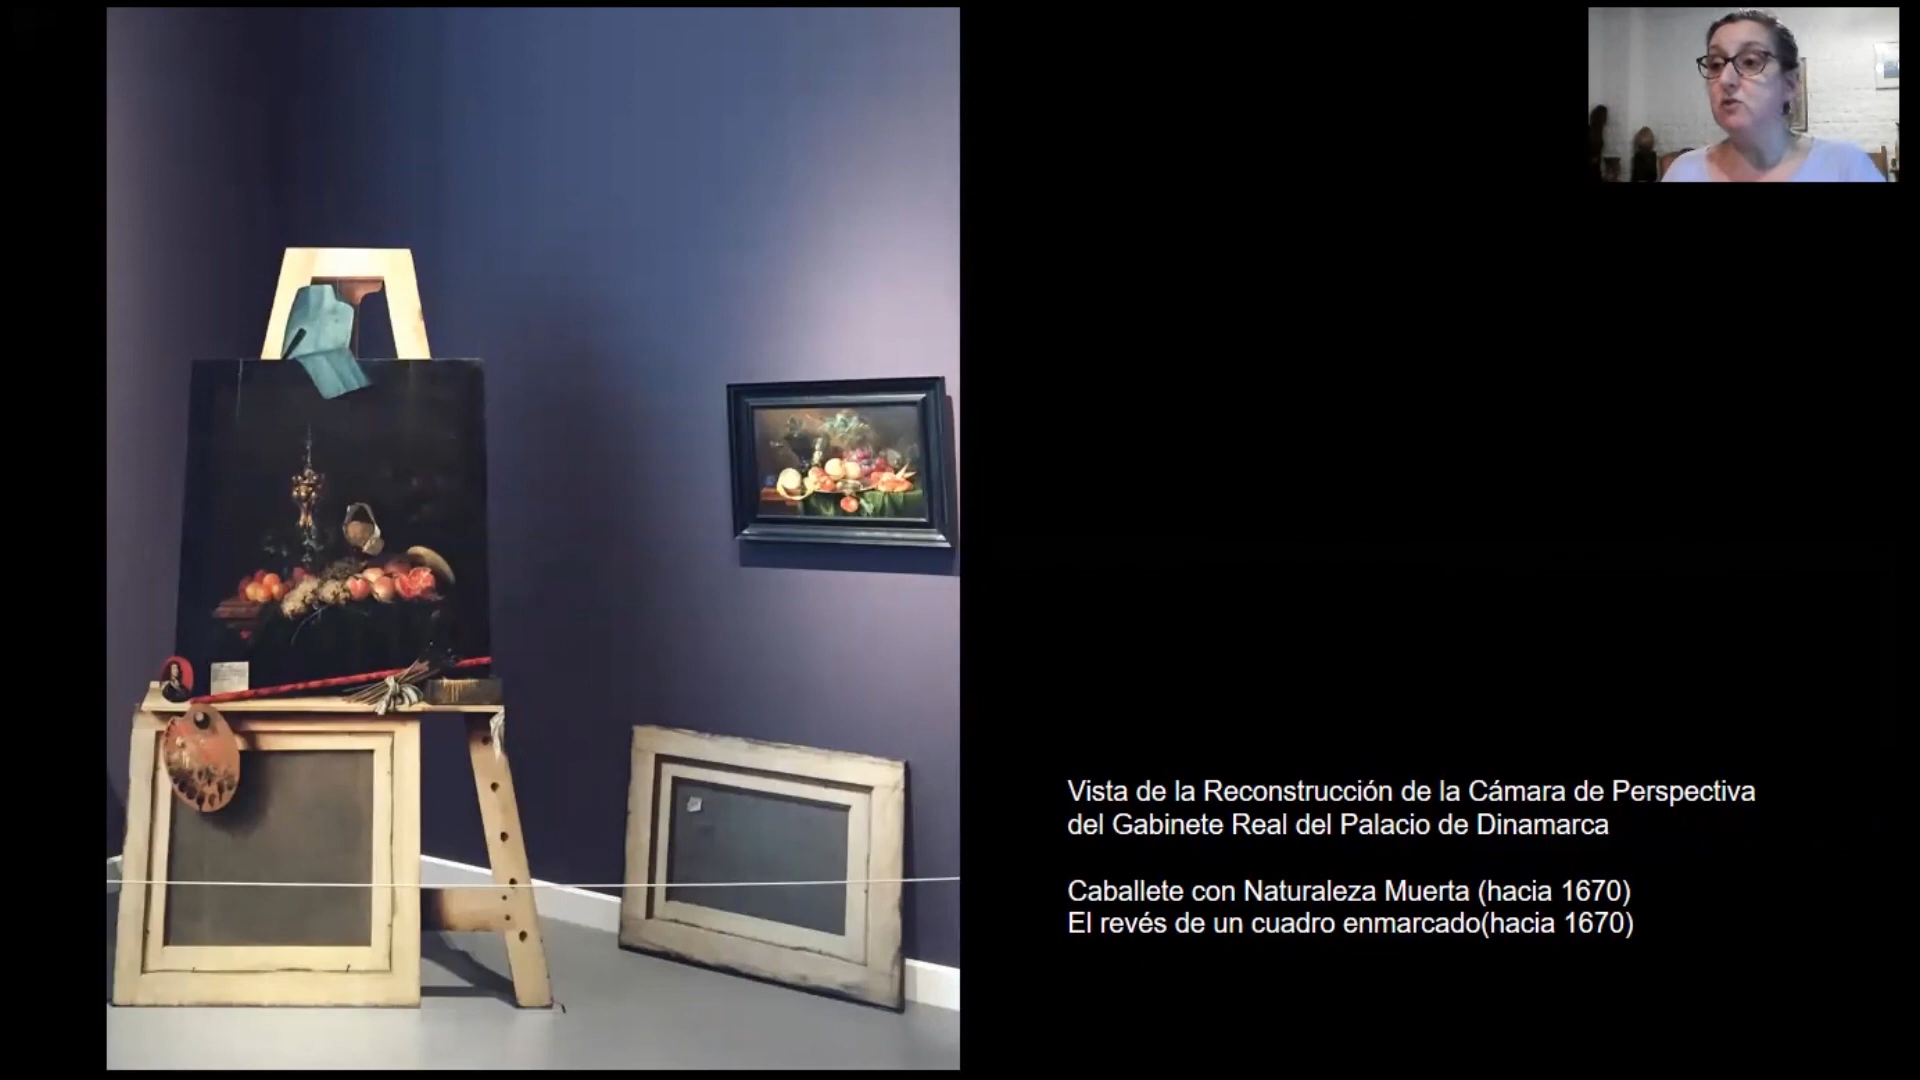 Vista de la Reconstrucción de la Cámara de Perspectiva
del Gabinete Real del Palacio de Dinamarca
Caballete con Naturaleza Muerta (hacia 1670)
El revés de un cuadro enmarcado(hacia 1670)